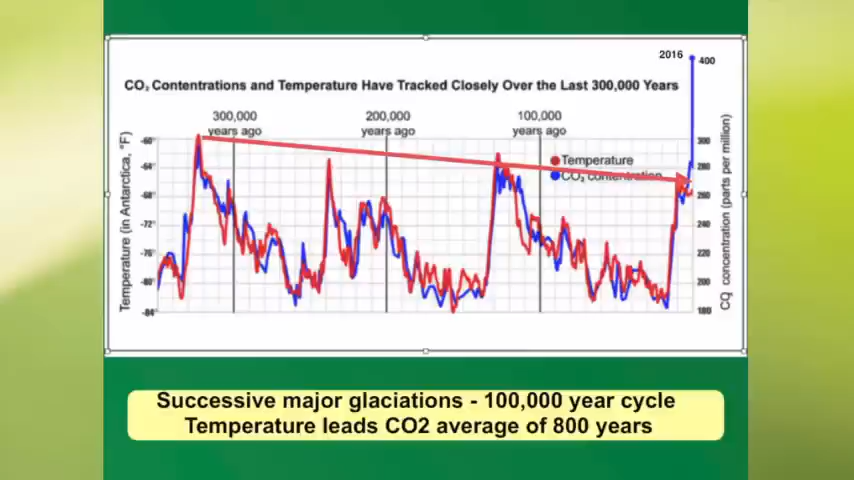 2016
400
CO₂ Contentrations and Temperature Have Tracked Closely Over the Last 300,000 Years
300,000 years ago
200,000 years ago
100,000 years ago
Temperature (in Antarctica, °F)
-60°
-64°
-68°
-72°
-76°
-80°
-84°
Temperature
CO₂ concentration
300
280
260
240
220
200
180
CO₂ concentration (parts per million)
Successive major glaciations - 100,000 year cycle
Temperature leads CO2 average of 800 years